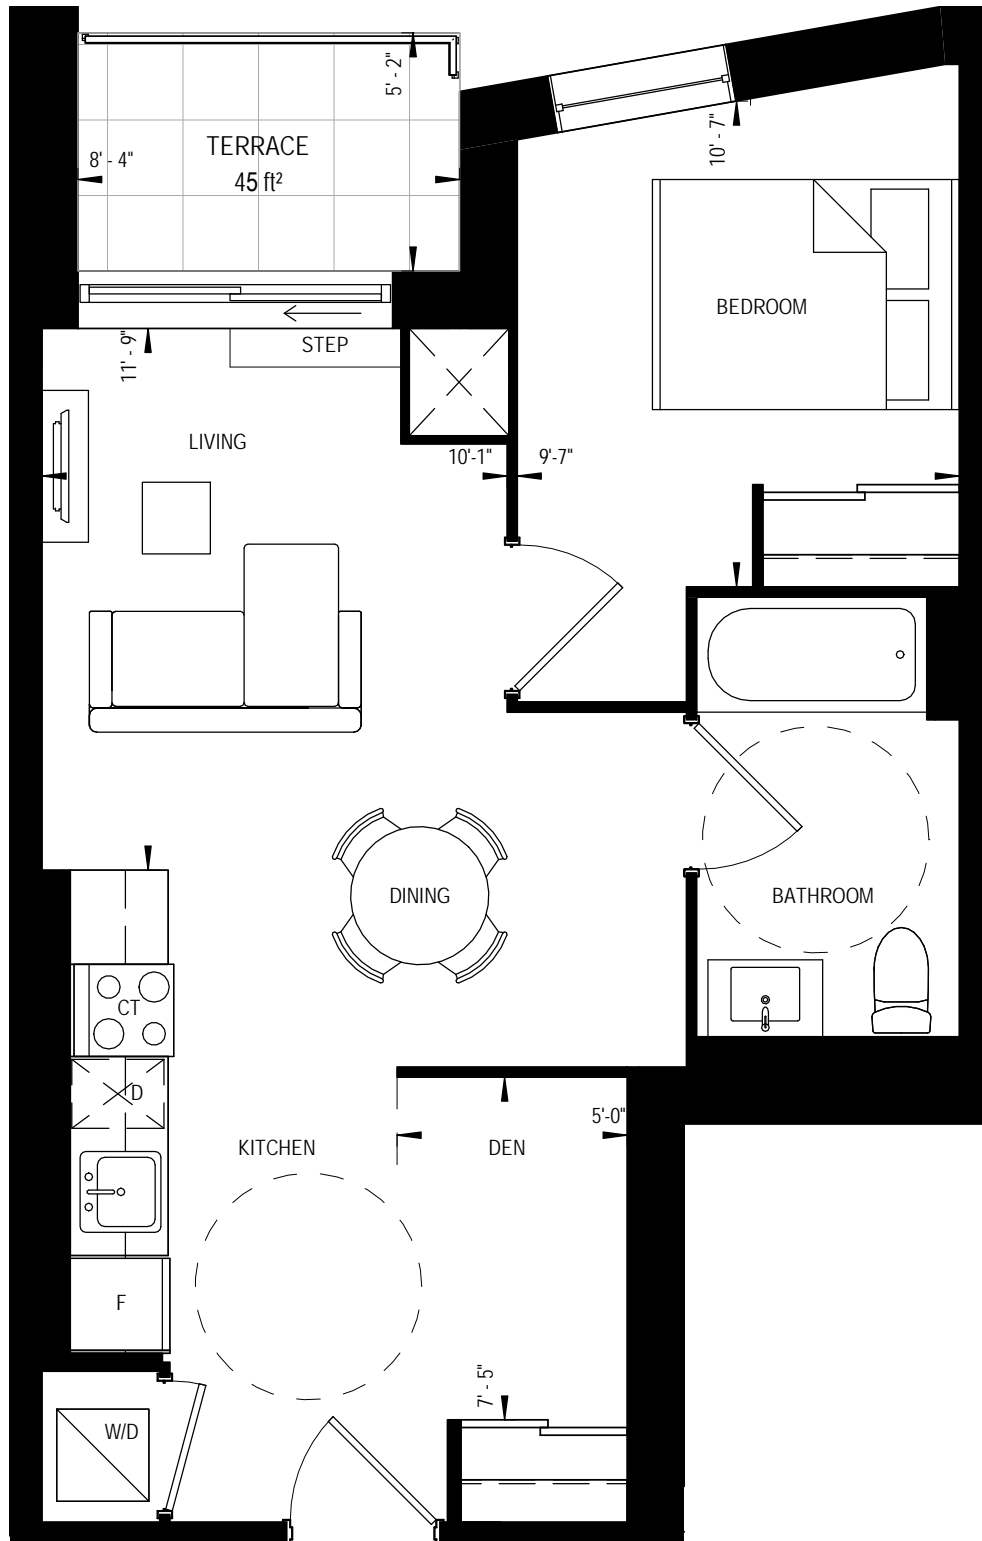 5' - 2"
TERRACE
8' - 4"
45 ft²
10' - 7"
BEDROOM
STEP
11' - 9"
LIVING
10'-1"
9'-7"
DINING
BATHROOM
CT
D
5'-0"
KITCHEN
DEN
F
7' - 5"
W/D